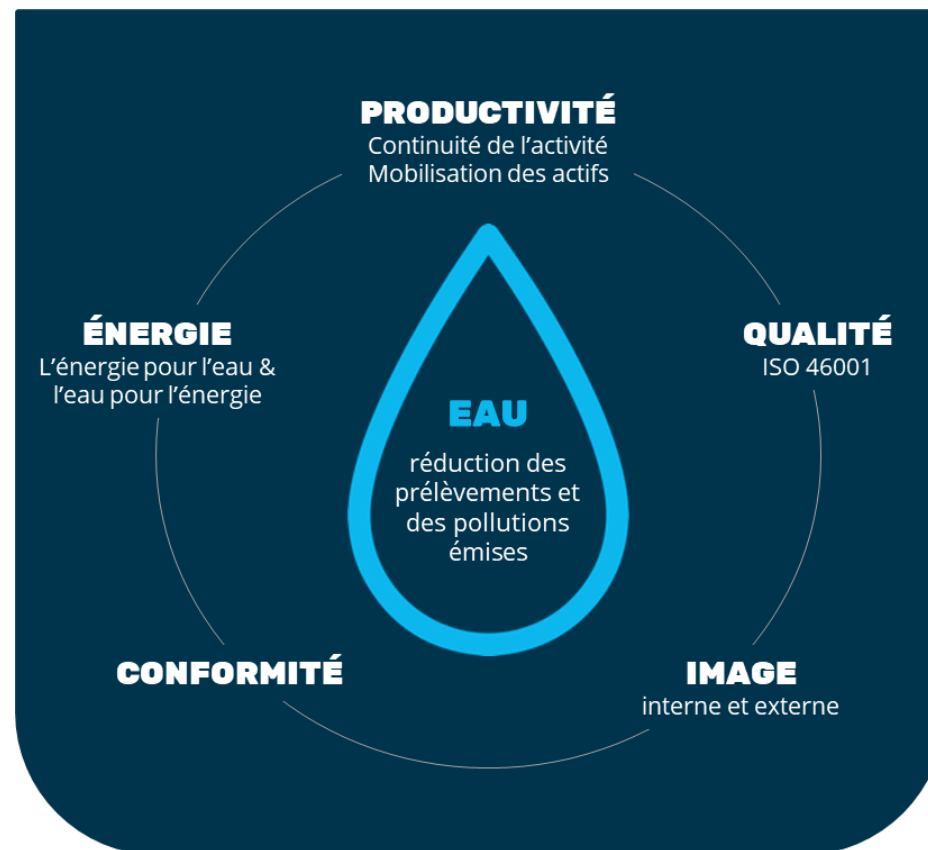 PRODUCTIVITÉ
Continuité de l’activité
Mobilisation des actifs
ÉNERGIE
L’énergie pour l’eau &
l’eau pour l’énergie
QUALITÉ
ISO 46001
EAU
réduction des
prélèvements et
des pollutions
émises
CONFORMITÉ
IMAGE
interne et externe